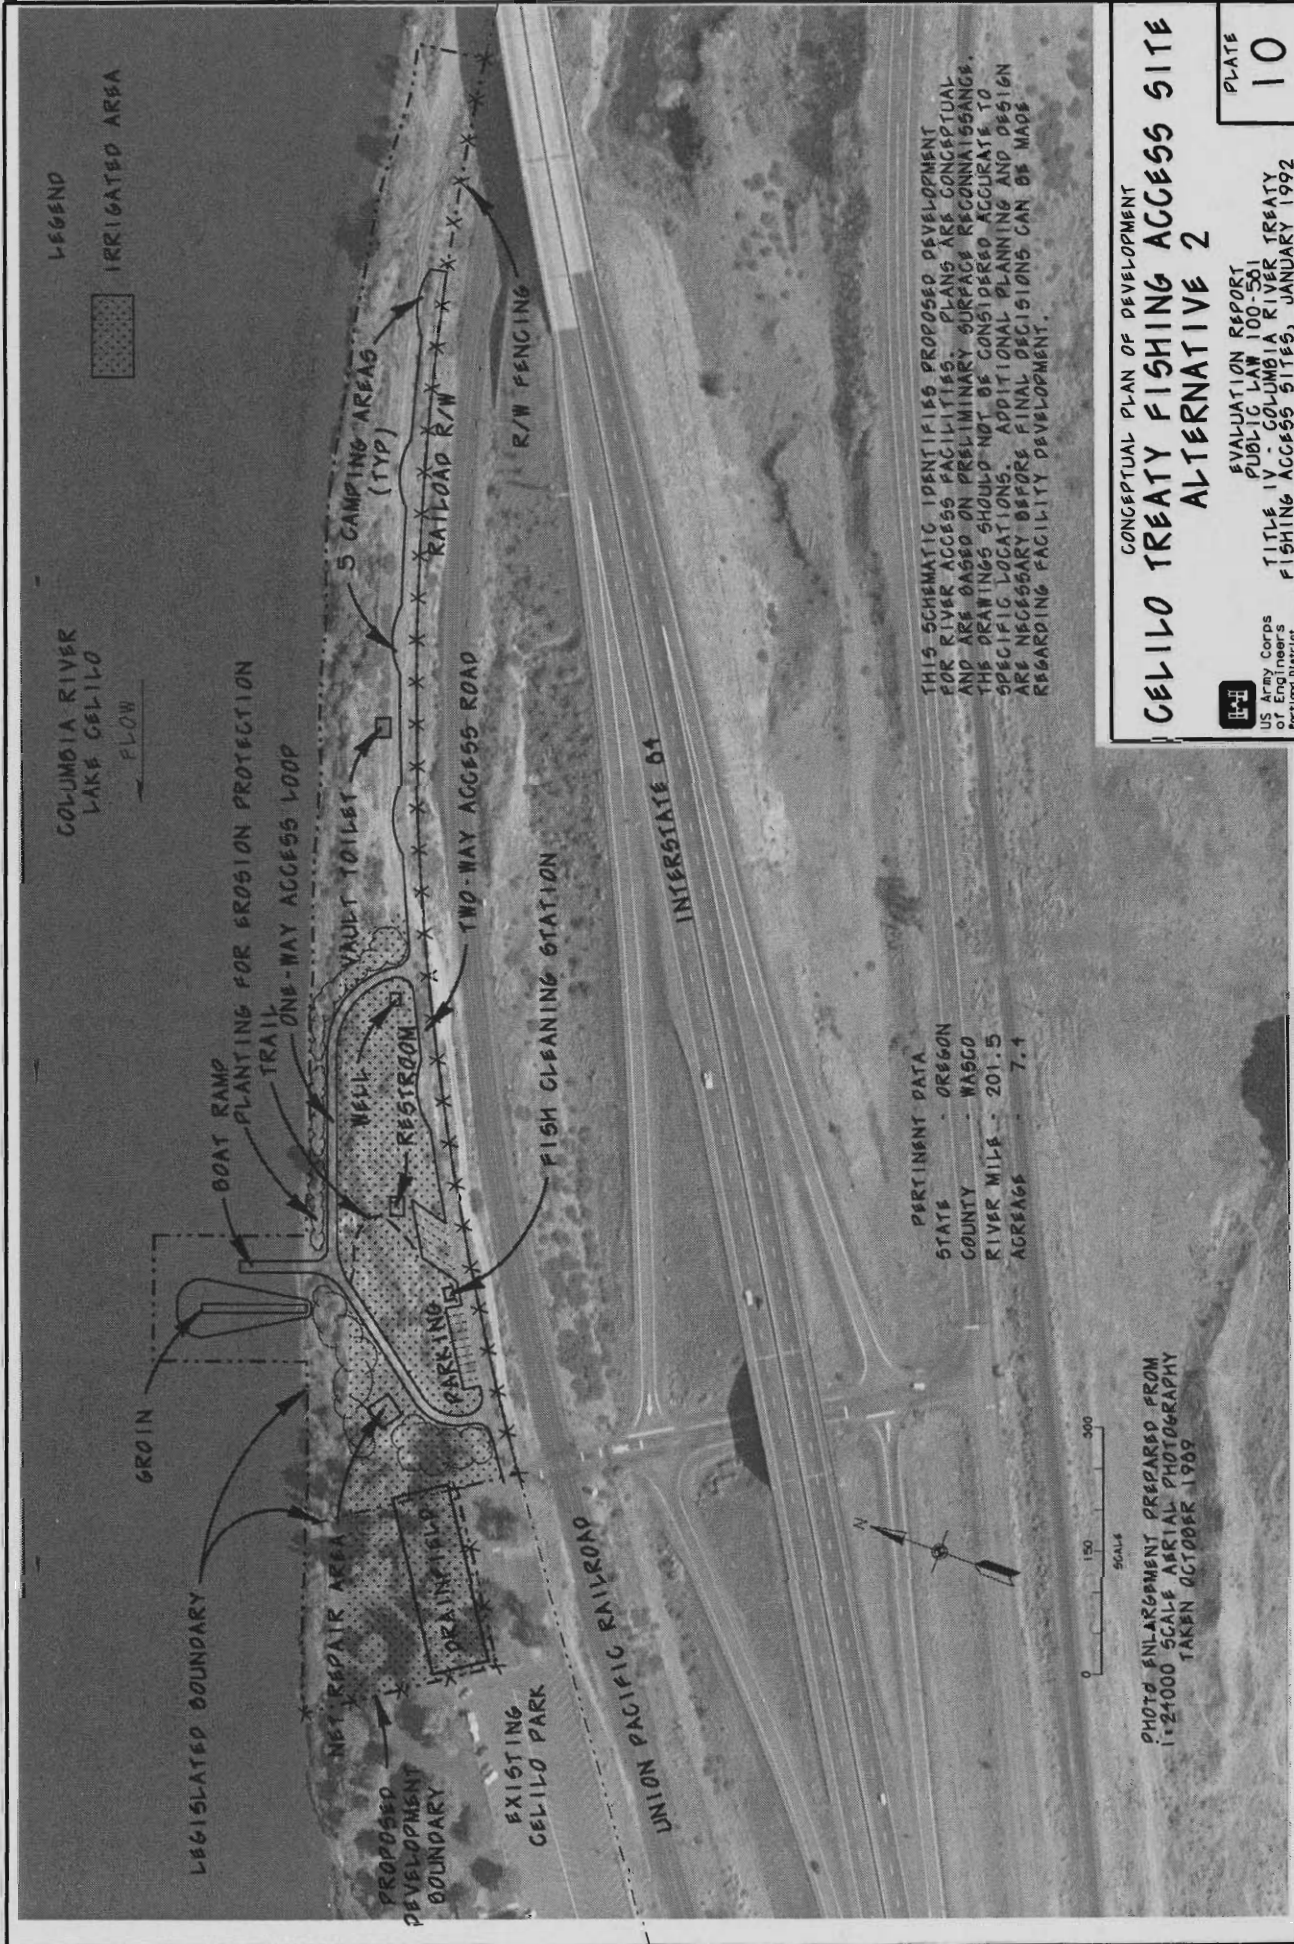 COLUMBIA RIVER
LAKE CELILO
FLOW
LEGEND
IRRIGATED AREA
LEGISLATED BOUNDARY
GROIN
BOAT RAMP
PLANTING FOR EROSION PROTECTION
TRAIL
ONE-WAY ACCESS LOOP
VAULT TOILET
5 CAMPING AREAS
(TYP)
NET REPAIR AREA
WELL
RESTROOM
PARKING
DRAINFIELD
RAILOAD R/W
R/W FENCING
TWO-WAY ACCESS ROAD
FISH CLEANING STATION
PROPOSED
DEVELOPMENT
BOUNDARY
EXISTING
CELILO PARK
UNION PACIFIC RAILROAD
INTERSTATE 84
N
PERTINENT DATA
STATE - OREGON
COUNTY - WASCO
RIVER MILE - 201.5
ACREAGE - 7.4
THIS SCHEMATIC IDENTIFIES PROPOSED DEVELOPMENT
FOR RIVER ACCESS FACILITIES. PLANS ARE CONCEPTUAL
AND ARE BASED ON PRELIMINARY SURFACE RECONNAISSANCE.
THE DRAWINGS SHOULD NOT BE CONSIDERED ACCURATE TO
SPECIFIC LOCATIONS. ADDITIONAL PLANNING AND DESIGN
ARE NECESSARY BEFORE FINAL DECISIONS CAN BE MADE
REGARDING FACILITY DEVELOPMENT.
0 150 300
SCALE
PHOTO ENLARGEMENT PREPARED FROM
1:24000 SCALE AERIAL PHOTOGRAPHY
TAKEN OCTOBER 1989
CONCEPTUAL PLAN OF DEVELOPMENT
CELILO TREATY FISHING ACCESS SITE
ALTERNATIVE 2
US Army Corps
of Engineers
Portland District
EVALUATION REPORT
PUBLIC LAW 100-581
TITLE IV - COLUMBIA RIVER TREATY
FISHING ACCESS SITES, JANUARY 1992
PLATE
10